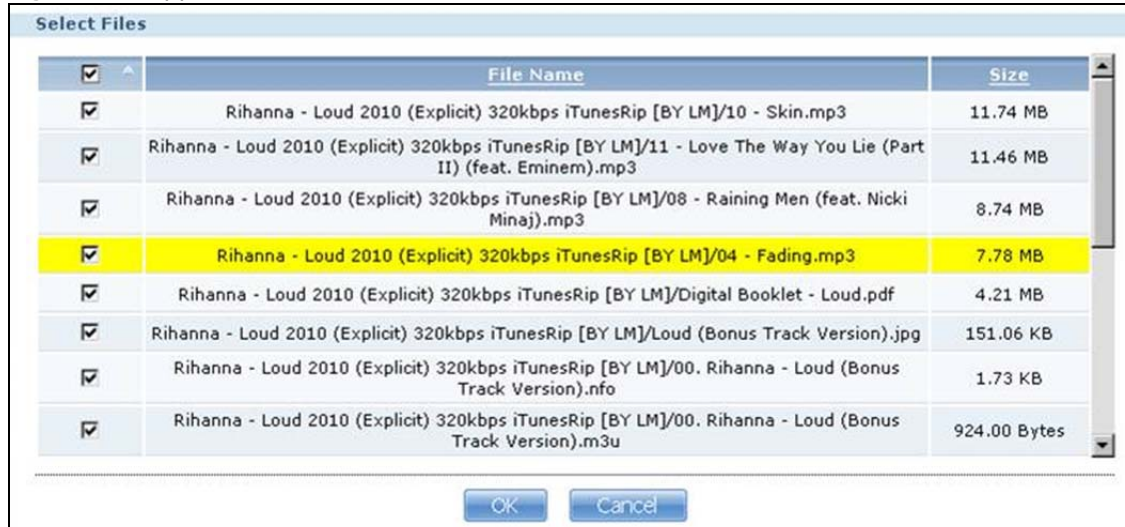 Select Files
File Name Size
Rihanna - Loud 2010 (Explicit) 320kbps iTunesRip [BY LM]/10 - Skin.mp3 11.74 MB
Rihanna - Loud 2010 (Explicit) 320kbps iTunesRip [BY LM]/11 - Love The Way You Lie (Part
II) (feat. Eminem).mp3 11.46 MB
Rihanna - Loud 2010 (Explicit) 320kbps iTunesRip [BY LM]/08 - Raining Men (feat. Nicki
Minaj).mp3 8.74 MB
Rihanna - Loud 2010 (Explicit) 320kbps iTunesRip [BY LM]/04 - Fading.mp3 7.78 MB
Rihanna - Loud 2010 (Explicit) 320kbps iTunesRip [BY LM]/Digital Booklet - Loud.pdf 4.21 MB
Rihanna - Loud 2010 (Explicit) 320kbps iTunesRip [BY LM]/Loud (Bonus Track Version).jpg 151.06 KB
Rihanna - Loud 2010 (Explicit) 320kbps iTunesRip [BY LM]/00. Rihanna - Loud (Bonus
Track Version).nfo 1.73 KB
Rihanna - Loud 2010 (Explicit) 320kbps iTunesRip [BY LM]/00. Rihanna - Loud (Bonus
Track Version).m3u 924.00 Bytes
OK Cancel